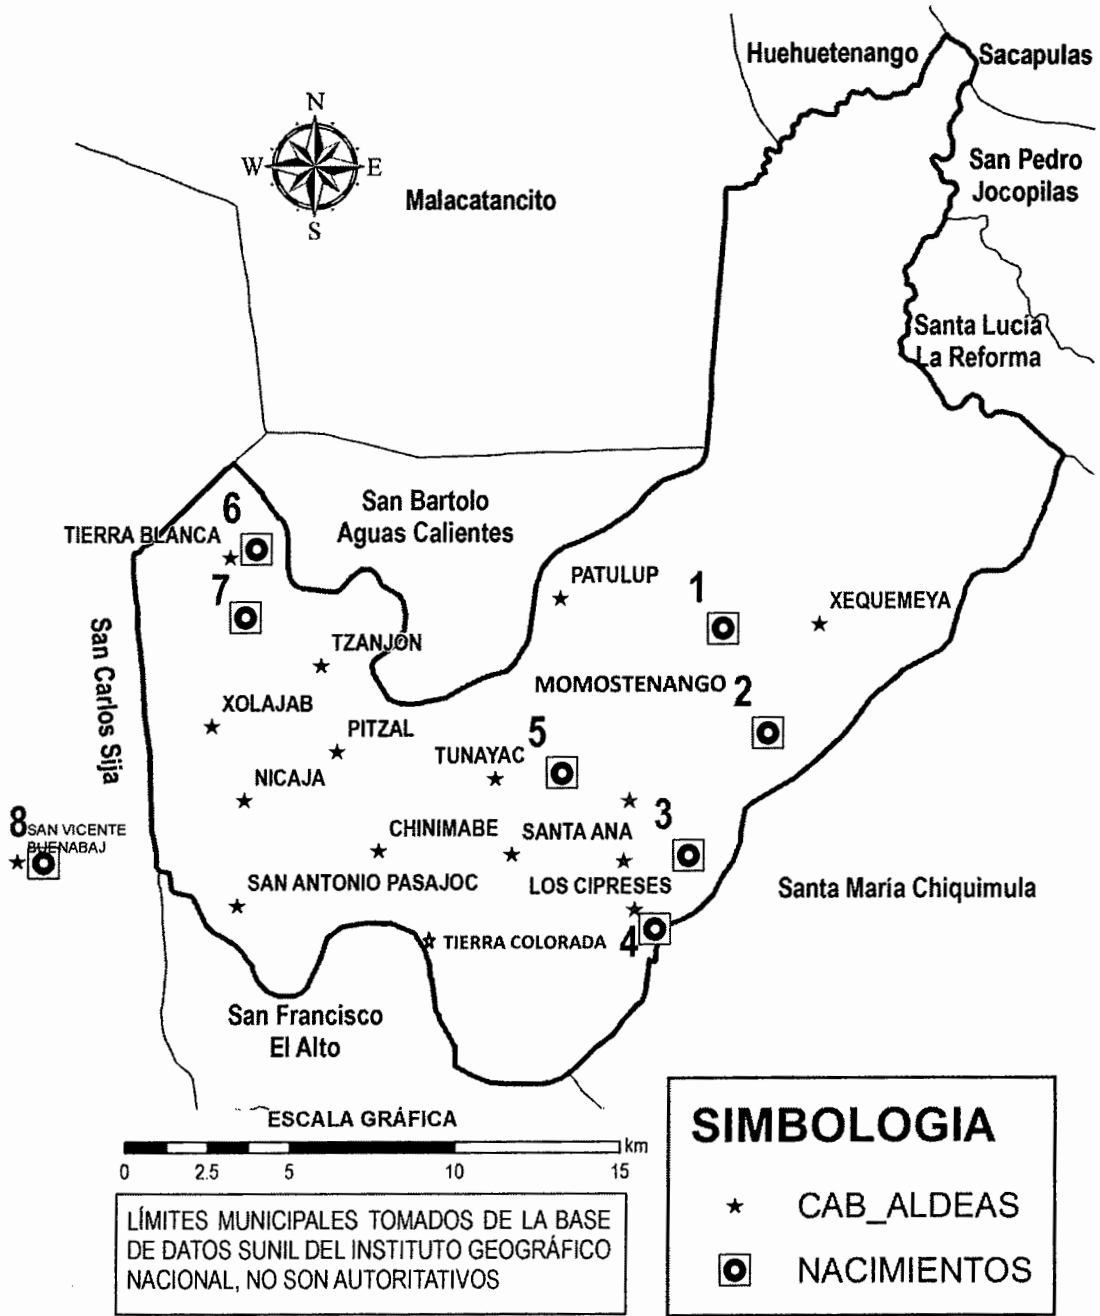 Huehuetenango
Sacapulas
N
W
E
S
San Pedro
Jocopilas
Malacatancito
Santa Lucía
La Reforma
San Bartolo
Aguas Calientes
6
TIERRA BLANCA
7
PATULUP
1
XEQUEMEYA
San Carlos Sija
TZANJON
MOMOSTENANGO
2
XOLAJAB
PITZAL
5
TUNAYAC
NICAJA
8
SAN VICENTE
BUENABAJ
CHINIMABE
SANTA ANA
3
SAN ANTONIO PASAJOC
LOS CIPRESES
Santa María Chiquimula
TIERRA COLORADA
4
San Francisco
El Alto
ESCALA GRÁFICA
km
0 2.5 5 10 15
LÍMITES MUNICIPALES TOMADOS DE LA BASE
DE DATOS SUNIL DEL INSTITUTO GEOGRÁFICO
NACIONAL, NO SON AUTORITATIVOS
SIMBOLOGIA
CAB_ALDEAS
NACIMIENTOS